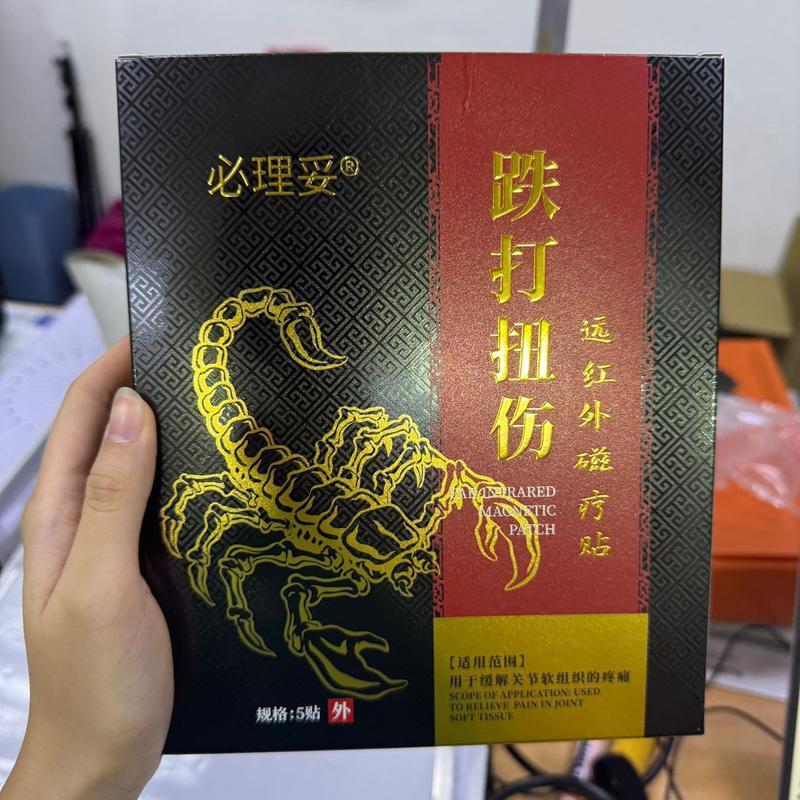 必理妥®
跌打扭伤
远红外磁疗贴
FAR INFRARED
MAGNETIC
PATCH
【适用范围】
用于缓解关节软组织的疼痛
SCOPE OF APPLICATION: USED
TO RELIEVE PAIN IN JOINT
SOFT TISSUE
规格:5贴 外